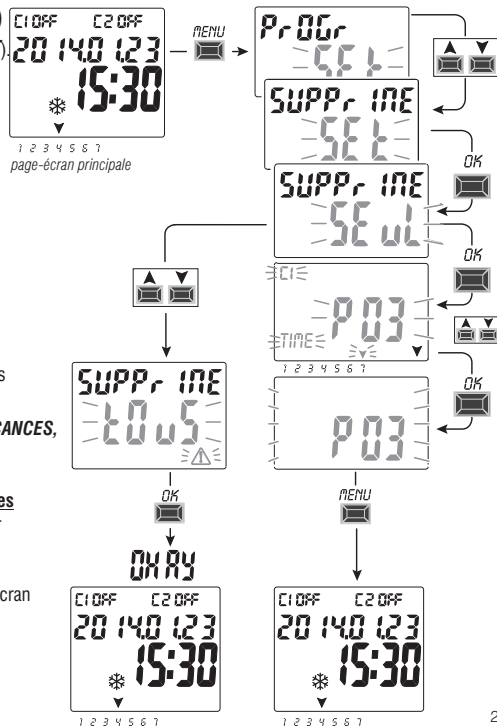 C1 OFF C2 OFF
2014.01.23
15:30
1 2 3 4 5 6 7
page-écran principale
MENU
PrOGr
SEt
SUPPr IME
SEt
OK
SUPPr IME
SEuL
OK
C1
P03
TIME
1 2 3 4 5 6 7
OK
P03
SUPPr IME
tOuS
s
CANCES,
es
cran
OK
OKAY
C1 OFF C2 OFF
2014.01.23
15:30
1 2 3 4 5 6 7
MENU
C1 OFF C2 OFF
2014.01.23
15:30
1 2 3 4 5 6 7
2